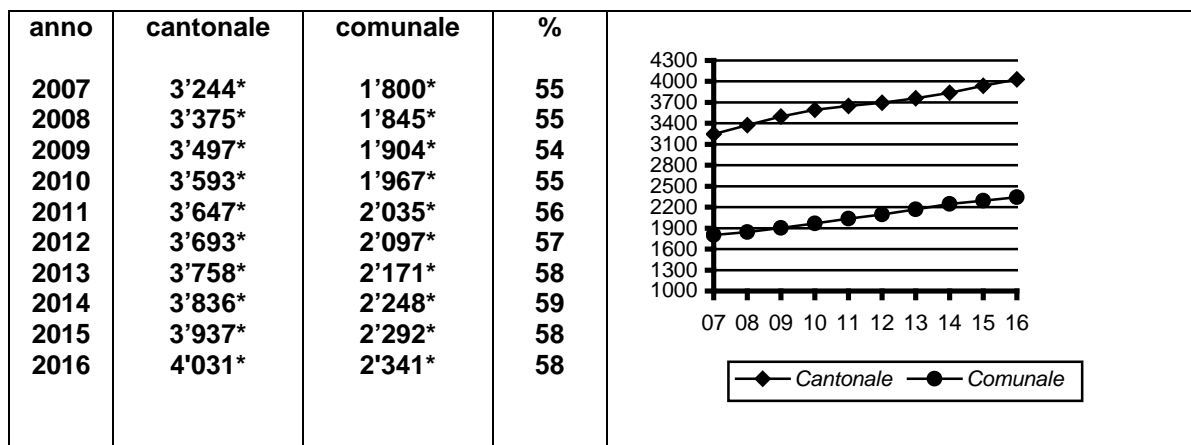 anno cantonale comunale %
2007 3’244* 1’800* 55
2008 3’375* 1’845* 55
2009 3’497* 1’904* 54
2010 3’593* 1’967* 55
2011 3’647* 2’035* 56
2012 3’693* 2’097* 57
2013 3’758* 2’171* 58
2014 3’836* 2’248* 59
2015 3’937* 2’292* 58
2016 4'031* 2'341* 58
4300
4000
3700
3400
3100
2800
2500
2200
1900
1600
1300
1000
07 08 09 10 11 12 13 14 15 16
Cantonale Comunale